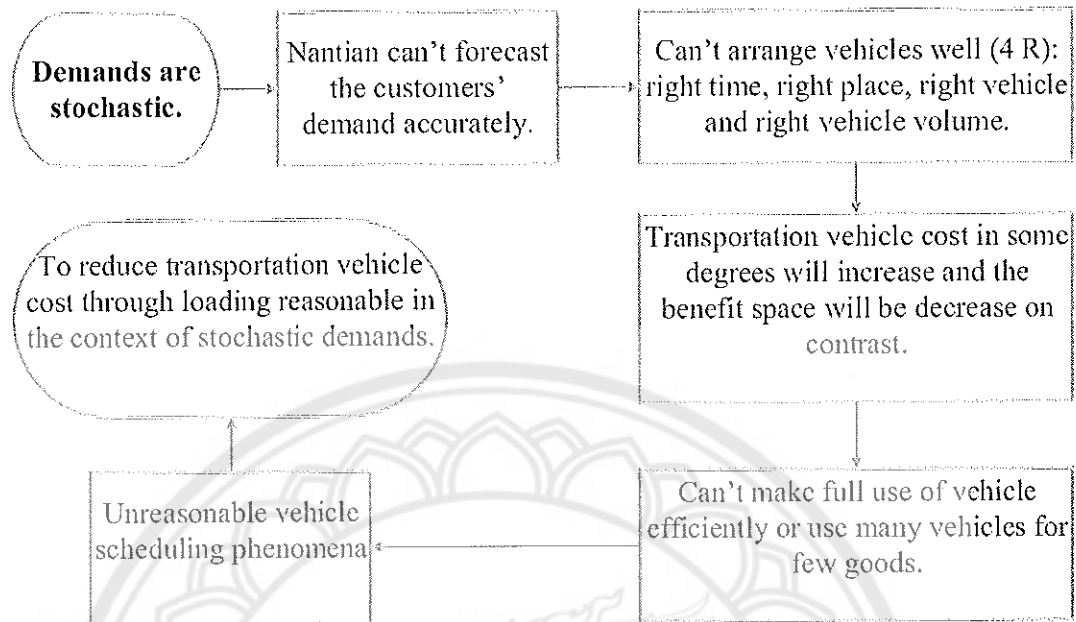 Demands are
stochastic.
Nantian can't forecast
the customers'
demand accurately.
Can't arrange vehicles well (4 R):
right time, right place, right vehicle
and right vehicle volume.
Transportation vehicle cost in some
degrees will increase and the
benefit space will be decrease on
contrast.
Can't make full use of vehicle
efficiently or use many vehicles for
few goods.
Unreasonable vehicle
scheduling phenomena
To reduce transportation vehicle
cost through loading reasonable in
the context of stochastic demands.